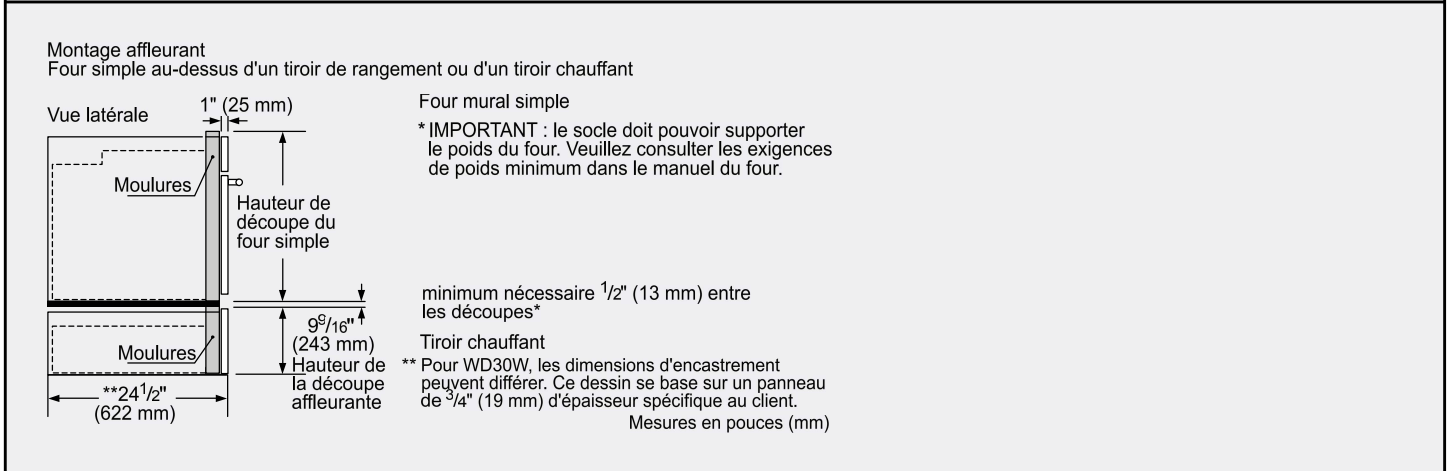 Montage affleurant
Four simple au-dessus d'un tiroir de rangement ou d'un tiroir chauffant
Vue latérale
1" (25 mm)
Moulures
Hauteur de
découpe du
four simple
Four mural simple
* IMPORTANT : le socle doit pouvoir supporter
le poids du four. Veuillez consulter les exigences
de poids minimum dans le manuel du four.
minimum nécessaire 1/2" (13 mm) entre
les découpes*
Moulures
9 9/16"
(243 mm)
Hauteur de
la découpe
affleurante
**24 1/2"
(622 mm)
Tiroir chauffant
** Pour WD30W, les dimensions d'encastrement
peuvent différer. Ce dessin se base sur un panneau
de 3/4" (19 mm) d'épaisseur spécifique au client.
Mesures en pouces (mm)